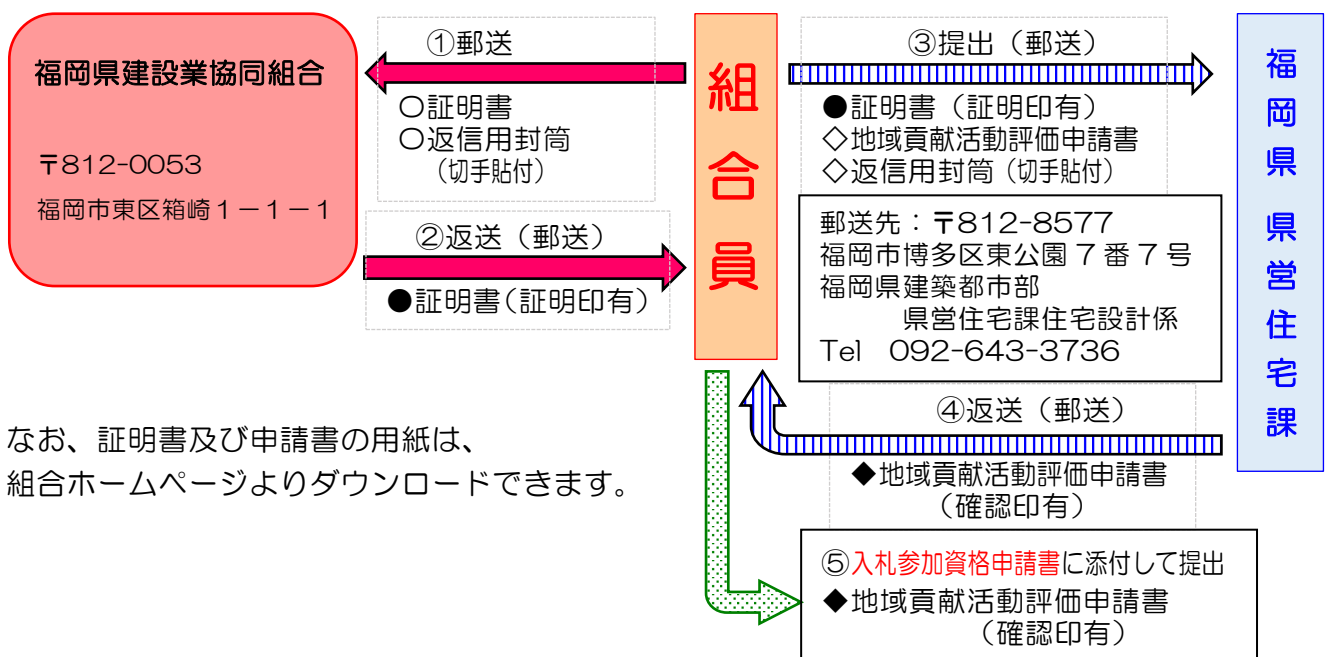 福岡県建設業協同組合
〒812-0053
福岡市東区箱崎１－１－１
①郵送
〇証明書
〇返信用封筒
（切手貼付）
②返送（郵送）
●証明書（証明印有）
組合員
③提出（郵送）
●証明書（証明印有）
◇地域貢献活動評価申請書
◇返信用封筒（切手貼付）
郵送先：〒812-8577
福岡市博多区東公園７番７号
福岡県建築都市部
県営住宅課住宅設計係
Tel　092-643-3736
福岡県　県営住宅課
④返送（郵送）
◆地域貢献活動評価申請書
（確認印有）
⑤入札参加資格申請書に添付して提出
◆地域貢献活動評価申請書
（確認印有）
なお、証明書及び申請書の用紙は、
組合ホームページよりダウンロードできます。